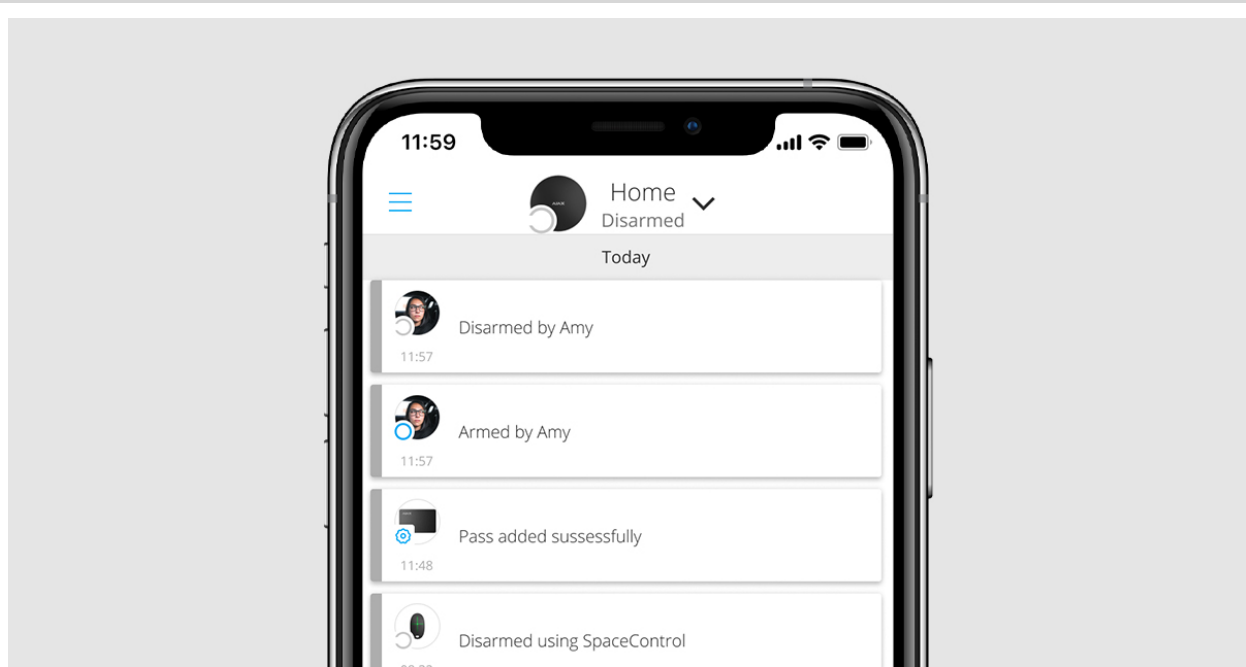 11:59
Home
Disarmed
Today
Disarmed by Amy
11:57
Armed by Amy
11:57
Pass added sussessfully
11:48
Disarmed using SpaceControl